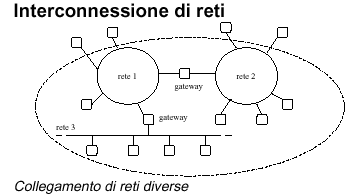 Interconnessione di reti
rete 1
rete 2
gateway
gateway
rete 3
Collegamento di reti diverse